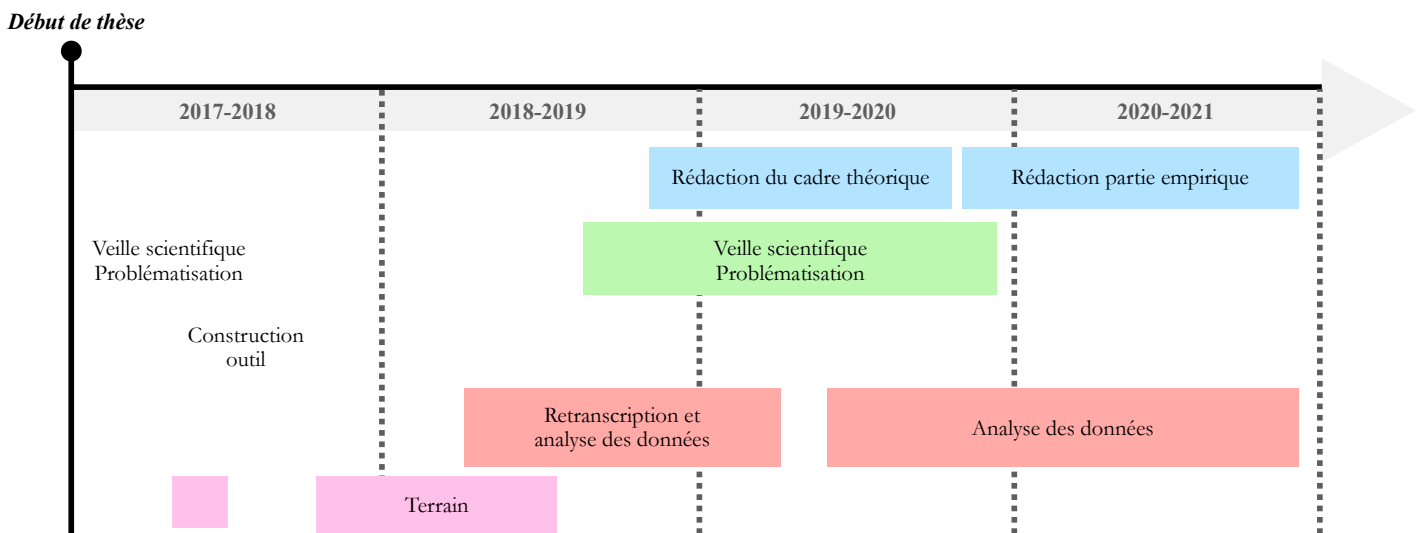 Début de thèse
2017-2018
2018-2019
2019-2020
2020-2021
Rédaction du cadre théorique
Rédaction partie empirique
Veille scientifique
Problématisation
Veille scientifique
Problématisation
Construction
outil
Retranscription et
analyse des données
Analyse des données
Terrain